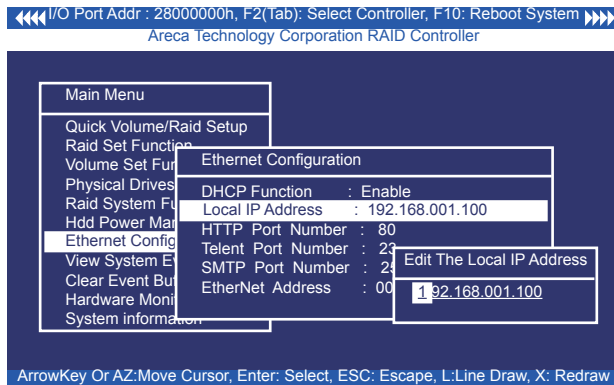 I/O Port Addr : 28000000h, F2(Tab): Select Controller, F10: Reboot System
Areca Technology Corporation RAID Controller
Main Menu
Quick Volume/Raid Setup
Raid Set Function
Volume Set Fun
Physical Drives
Raid System Fu
Hdd Power Man
Ethernet Config
View System Ev
Clear Event Buf
Hardware Moni
System information
Ethernet Configuration
DHCP Function : Enable
Local IP Address : 192.168.001.100
HTTP Port Number : 80
Telent Port Number : 23
SMTP Port Number : 25
EtherNet Address : 00
Edit The Local IP Address
192.168.001.100
ArrowKey Or AZ:Move Cursor, Enter: Select, ESC: Escape, L:Line Draw, X: Redraw